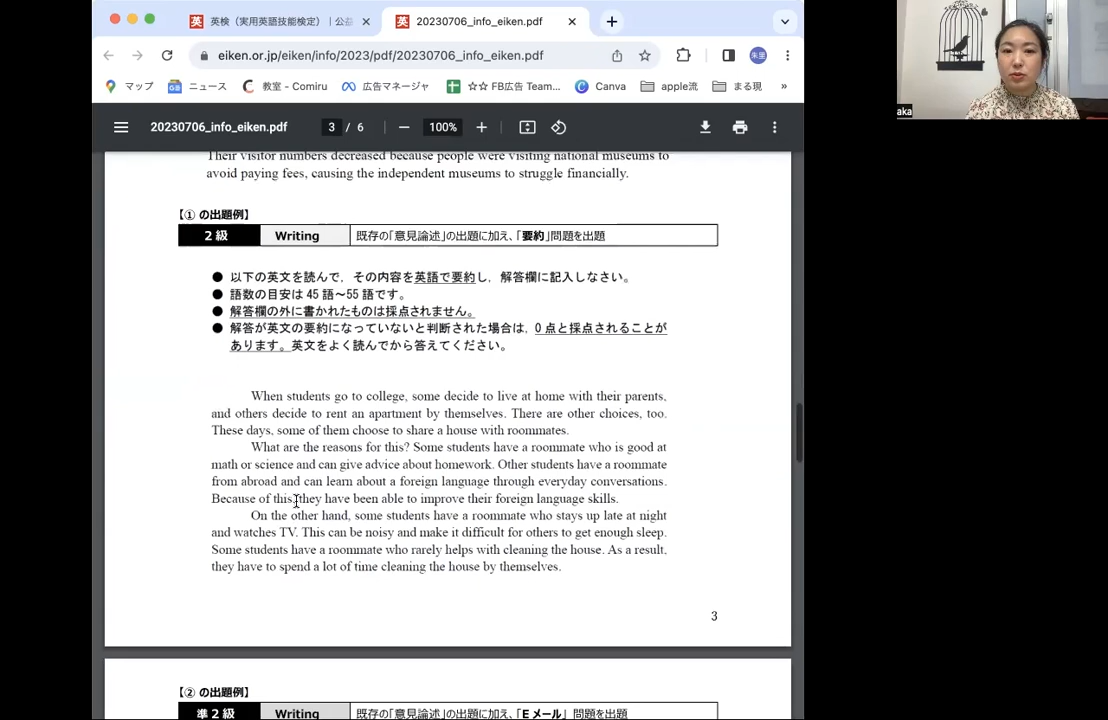 英検（実用英語技能検定）｜公益
20230706_info_eiken.pdf
eiken.or.jp/eiken/info/2023/pdf/20230706_info_eiken.pdf
朱里
マップ
ニュース
教室 - Comiru
広告マネージャ
☆☆ FB広告 Team...
Canva
apple流
まる現
»
20230706_info_eiken.pdf
3 / 6
100%
aka
Their visitor numbers decreased because people were visiting national museums to
avoid paying fees, causing the independent museums to struggle financially.
【① の出題例】
2 級 Writing 既存の「意見論述」の出題に加え、「要約」問題を出題
● 以下の英文を読んで，その内容を英語で要約し，解答欄に記入しなさい。
● 語数の目安は 45 語～55 語です。
● 解答欄の外に書かれたものは採点されません。
● 解答が英文の要約になっていないと判断された場合は，0 点と採点されることが
あります。英文をよく読んでから答えてください。
When students go to college, some decide to live at home with their parents,
and others decide to rent an apartment by themselves. There are other choices, too.
These days, some of them choose to share a house with roommates.
What are the reasons for this? Some students have a roommate who is good at
math or science and can give advice about homework. Other students have a roommate
from abroad and can learn about a foreign language through everyday conversations.
Because of this, they have been able to improve their foreign language skills.
On the other hand, some students have a roommate who stays up late at night
and watches TV. This can be noisy and make it difficult for others to get enough sleep.
Some students have a roommate who rarely helps with cleaning the house. As a result,
they have to spend a lot of time cleaning the house by themselves.
3
【② の出題例】
準 2 級 Writing 既存の「意見論述」の出題に加え、「E メール」 問題を出題